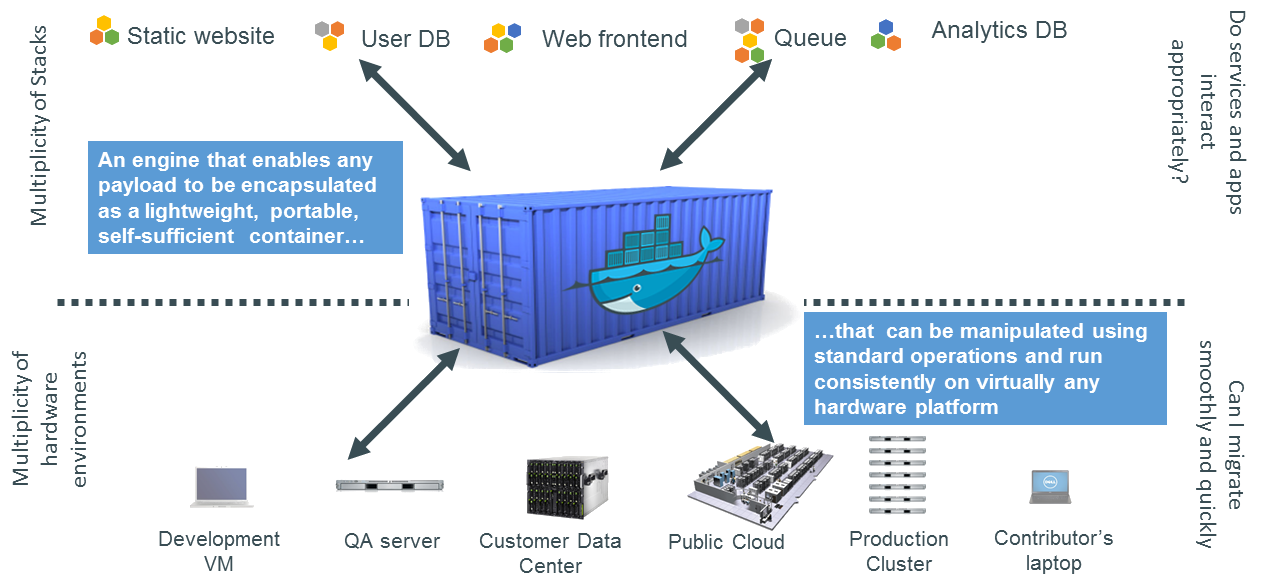 Static website
User DB
Web frontend
Queue
Analytics DB
Multiplicity of Stacks
Do services and apps
interact
appropriately?
An engine that enables any
payload to be encapsulated
as a lightweight, portable,
self-sufficient container…
…that can be manipulated using
standard operations and run
consistently on virtually any
hardware platform
Multiplicity of
hardware
environments
Can I migrate
smoothly and quickly
DELL
Development
VM
QA server
Customer Data
Center
Public Cloud
Production
Cluster
Contributor’s
laptop